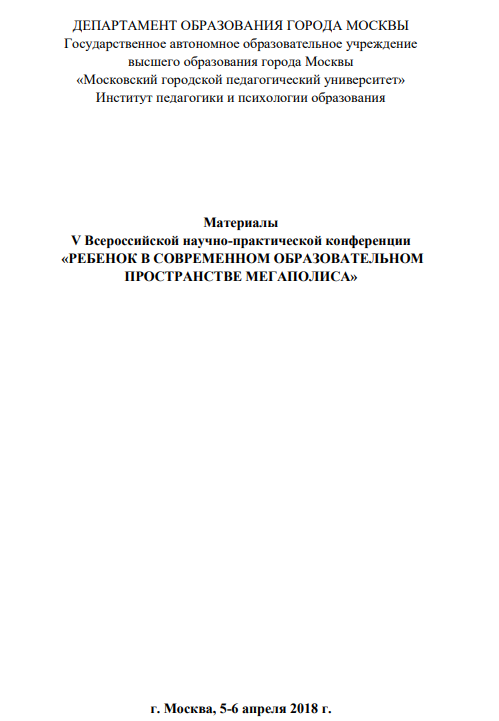 ДЕПАРТАМЕНТ ОБРАЗОВАНИЯ ГОРОДА МОСКВЫ
Государственное автономное образовательное учреждение
высшего образования города Москвы
«Московский городской педагогический университет»
Институт педагогики и психологии образования
Материалы
V Всероссийской научно-практической конференции
«РЕБЕНОК В СОВРЕМЕННОМ ОБРАЗОВАТЕЛЬНОМ
ПРОСТРАНСТВЕ МЕГАПОЛИСА»
г. Москва, 5-6 апреля 2018 г.